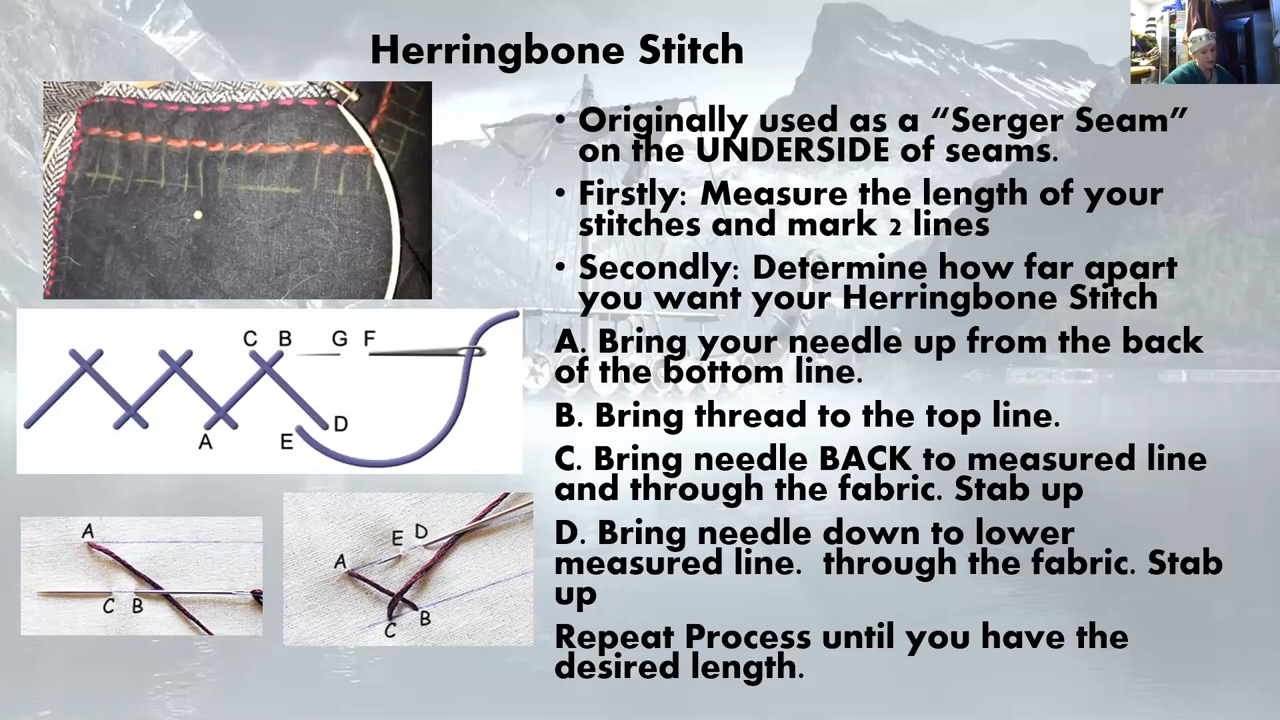 Herringbone Stitch
• Originally used as a “Serger Seam”
on the UNDERSIDE of seams.
• Firstly: Measure the length of your
stitches and mark 2 lines
• Secondly: Determine how far apart
you want your Herringbone Stitch
A. Bring your needle up from the back
of the bottom line.
B. Bring thread to the top line.
C. Bring needle BACK to measured line
and through the fabric. Stab up
D. Bring needle down to lower
measured line.  through the fabric. Stab
up
Repeat Process until you have the
desired length.
C B G F
A E D
A
C B
E D
A
C B